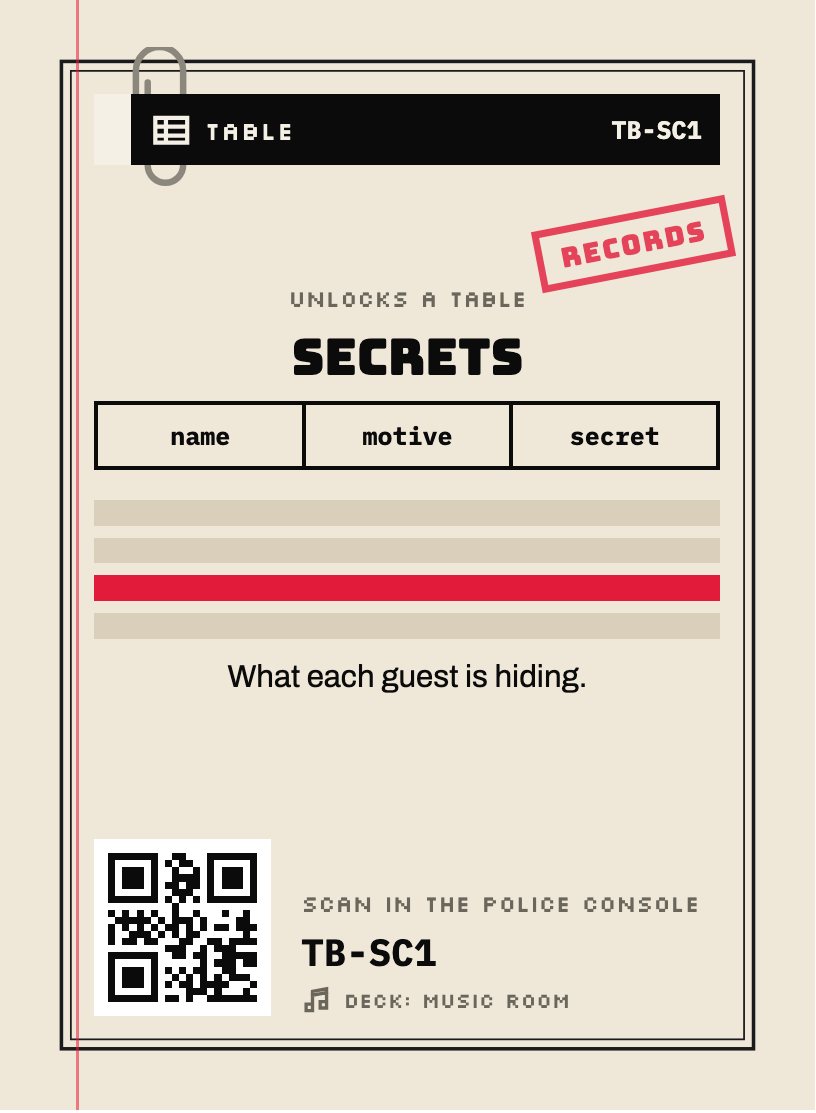 TABLE
TB-SC1
RECORDS
UNLOCKS A TABLE
SECRETS
name motive secret
What each guest is hiding.
SCAN IN THE POLICE CONSOLE
TB-SC1
DECK: MUSIC ROOM